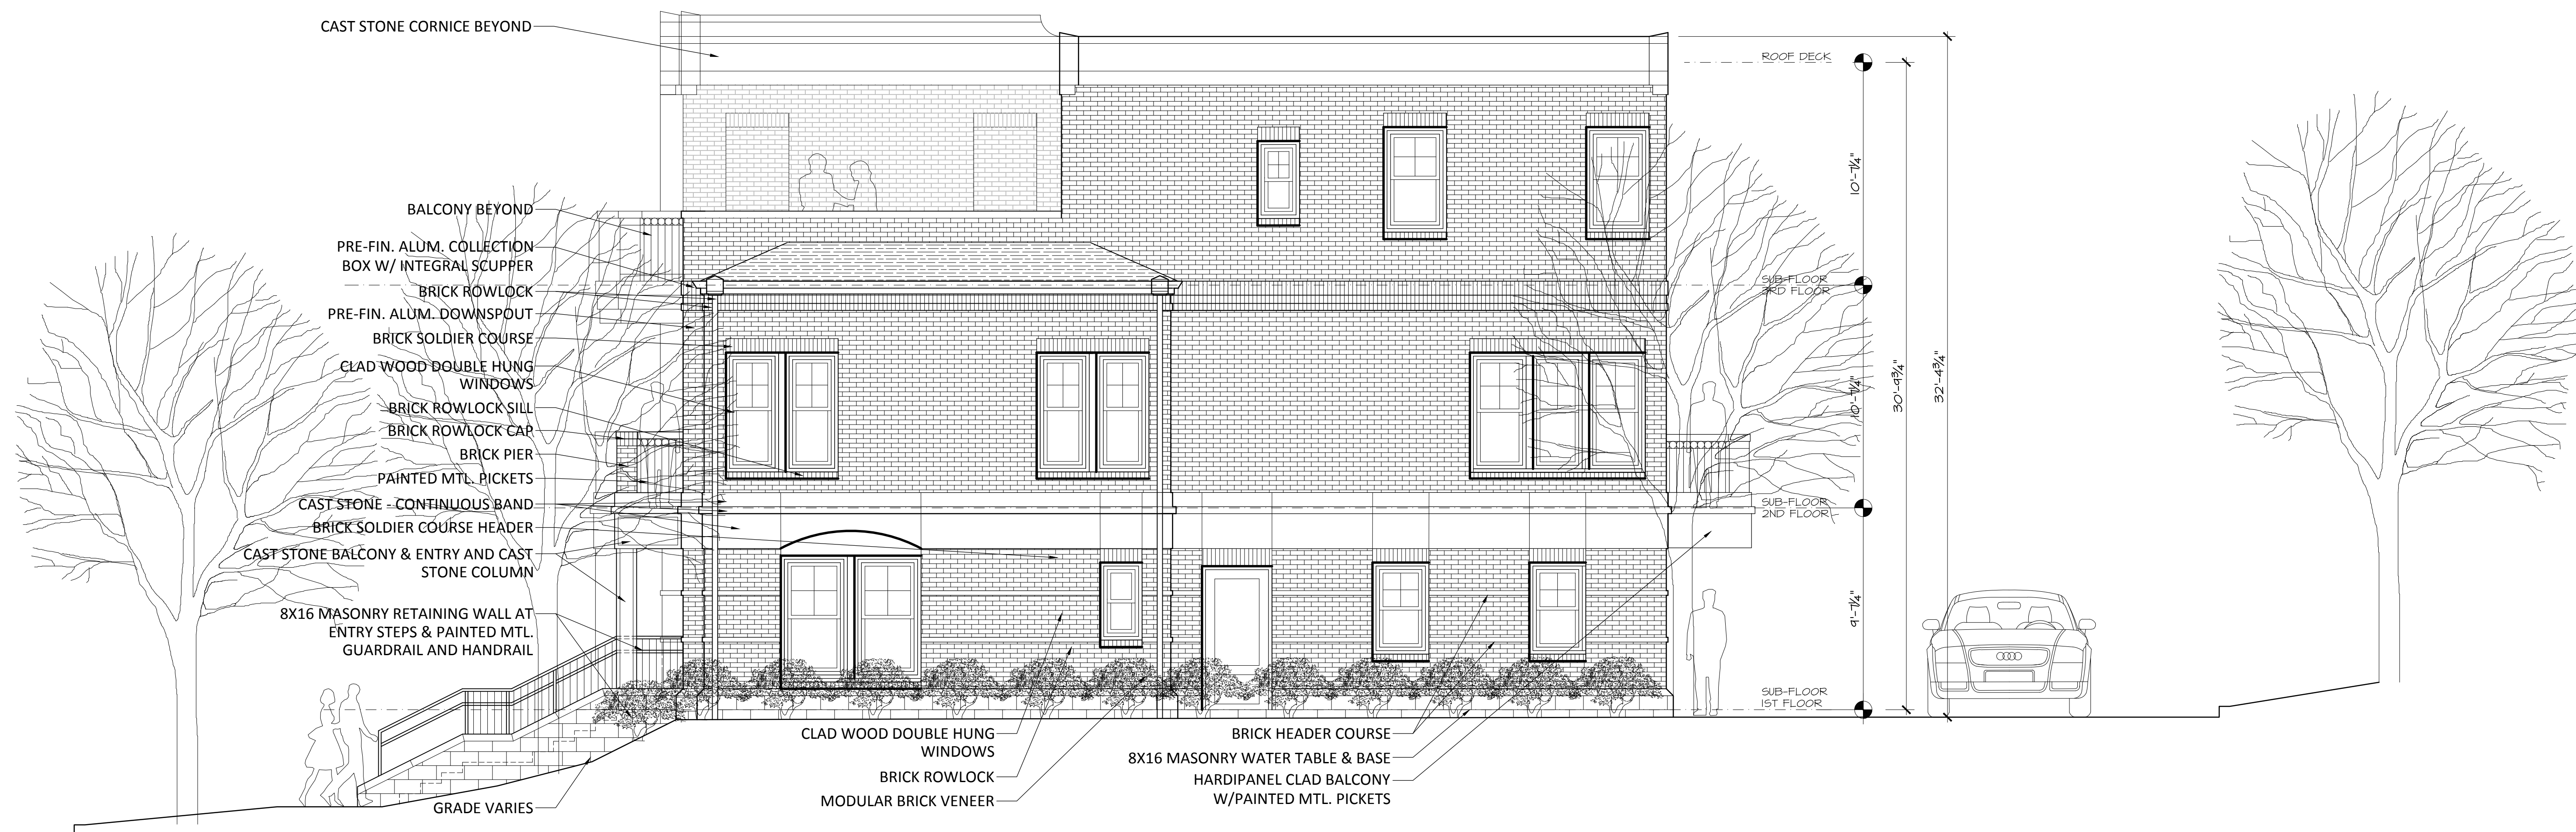 CAST STONE CORNICE BEYOND
BALCONY BEYOND
PRE-FIN. ALUM. COLLECTION
BOX W/ INTEGRAL SCUPPER
BRICK ROWLOCK
PRE-FIN. ALUM. DOWNSPOUT
BRICK SOLDIER COURSE
CLAD WOOD DOUBLE HUNG
WINDOWS
BRICK ROWLOCK SILL
BRICK ROWLOCK CAP
BRICK PIER
PAINTED MTL. PICKETS
CAST STONE - CONTINUOUS BAND
BRICK SOLDIER COURSE HEADER
CAST STONE BALCONY & ENTRY AND CAST
STONE COLUMN
8X16 MASONRY RETAINING WALL AT
ENTRY STEPS & PAINTED MTL.
GUARDRAIL AND HANDRAIL
GRADE VARIES
CLAD WOOD DOUBLE HUNG
WINDOWS
BRICK ROWLOCK
MODULAR BRICK VENEER
BRICK HEADER COURSE
8X16 MASONRY WATER TABLE & BASE
HARDIPANEL CLAD BALCONY
W/PAINTED MTL. PICKETS
ROOF DECK
SUB-FLOOR
3RD FLOOR
SUB-FLOOR
2ND FLOOR
SUB-FLOOR
1ST FLOOR
10'-7¼"
10'-7¼"
9'-7¼"
30'-9¾"
32'-4¾"